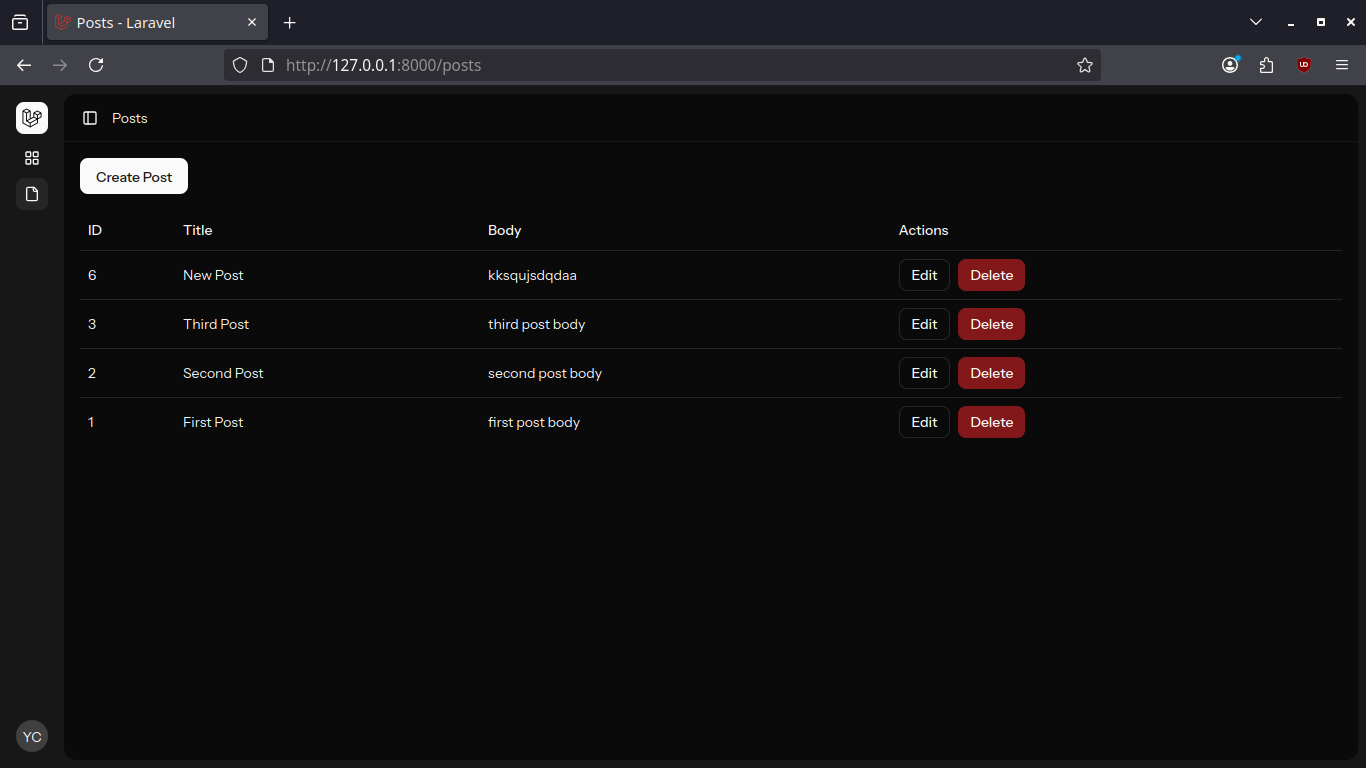 Posts - Laravel
http://127.0.0.1:8000/posts
Posts
Create Post
ID Title Body Actions
6 New Post kksqujsdqdaa Edit Delete
3 Third Post third post body Edit Delete
2 Second Post second post body Edit Delete
1 First Post first post body Edit Delete
YC